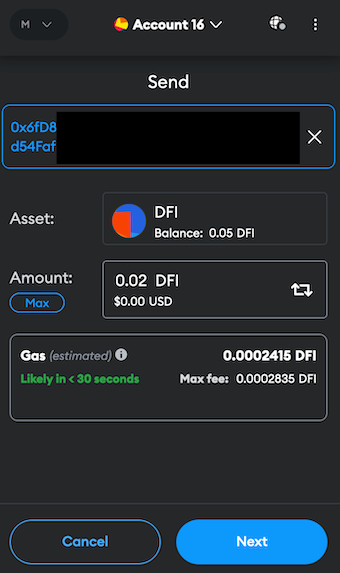 M
Account 16
Send
0x6fD8
d54Faf
Asset:
DFI
Balance: 0.05 DFI
Amount:
Max
0.02 DFI
$0.00 USD
Gas (estimated)
0.0002415 DFI
Likely in < 30 seconds
Max fee: 0.0002835 DFI
Cancel
Next